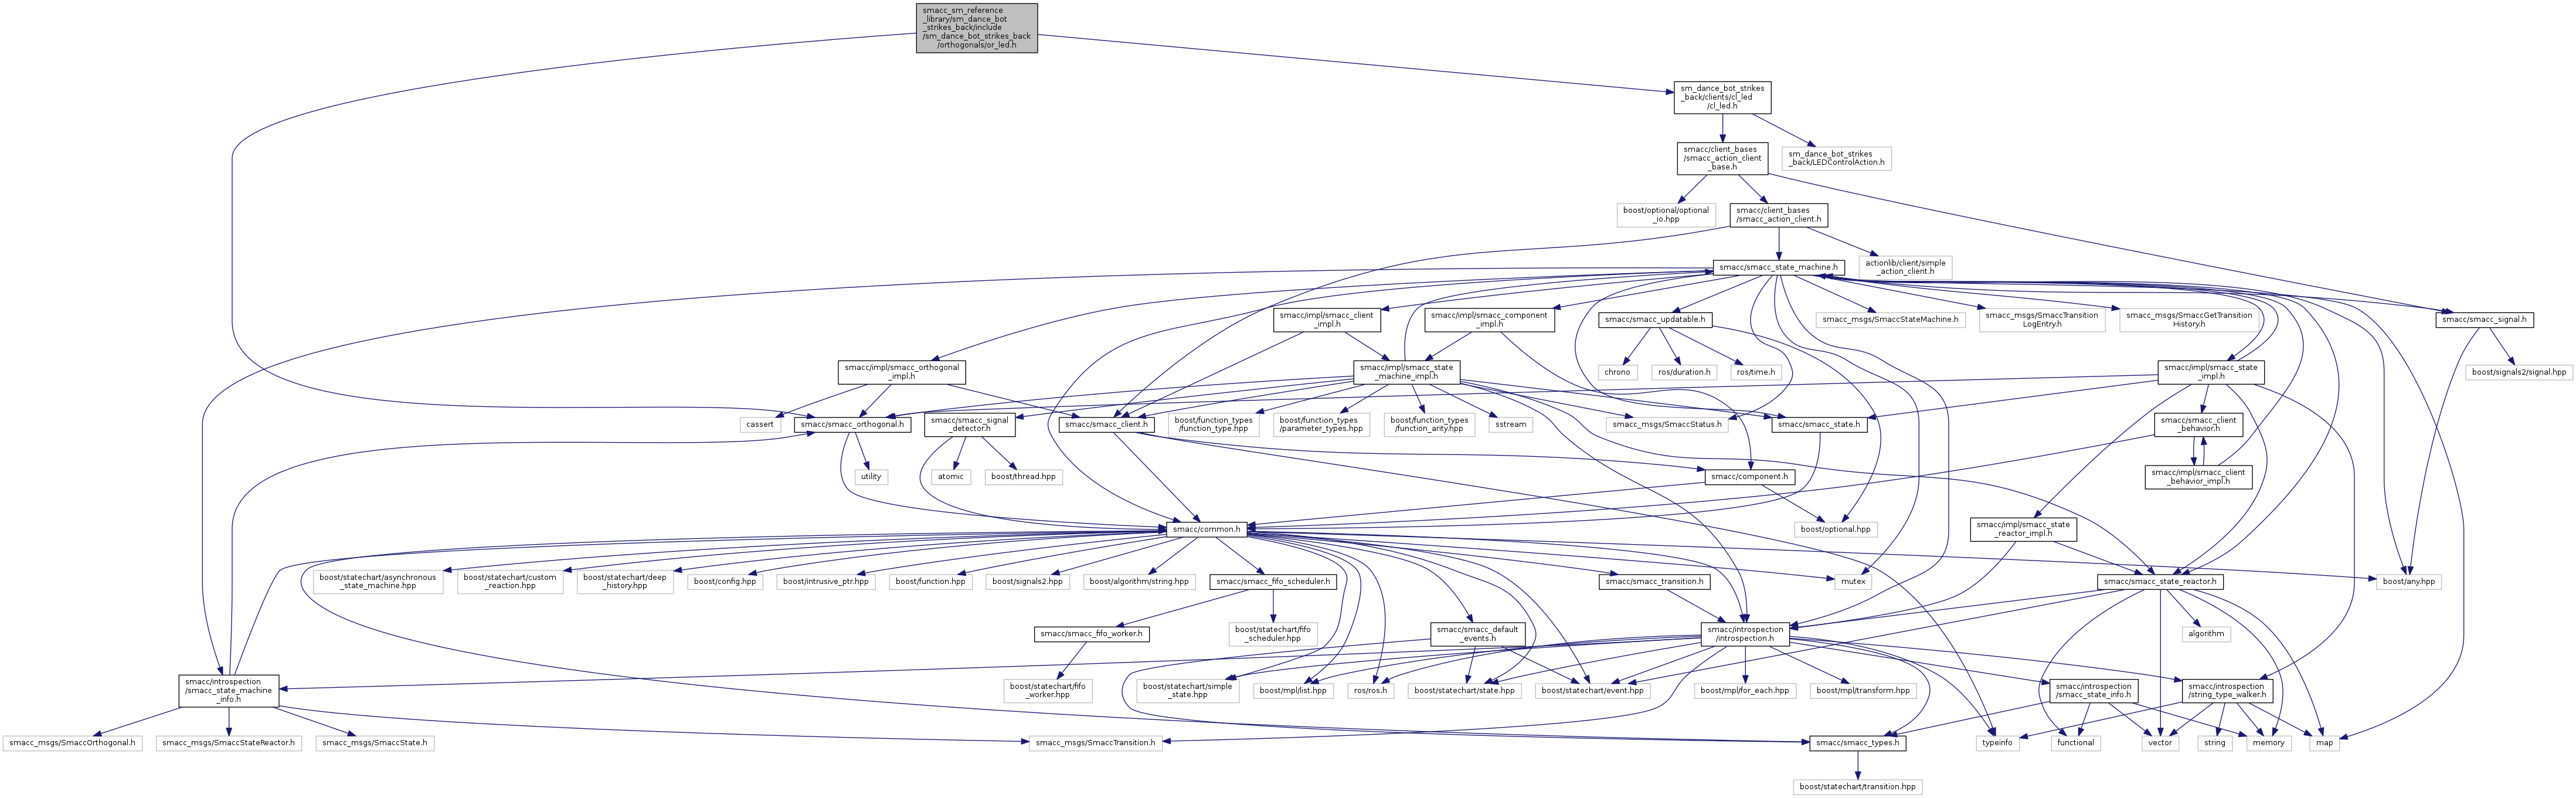 smacc_sm_reference
_library/sm_dance_bot
_strikes_back/include
/sm_dance_bot_strikes_back
/orthogonals/or_led.h
sm_dance_bot_strikes
_back/clients/cl_led
/cl_led.h
smacc/client_bases
/smacc_action_client
_base.h
sm_dance_bot_strikes
_back/LEDControlAction.h
boost/optional/optional
_io.hpp
smacc/client_bases
/smacc_action_client.h
smacc/smacc_state_machine.h
actionlib/client/simple
_action_client.h
smacc/impl/smacc_client
_impl.h
smacc/impl/smacc_component
_impl.h
smacc/smacc_updatable.h
smacc_msgs/SmaccStateMachine.h
smacc_msgs/SmaccTransition
LogEntry.h
smacc_msgs/SmaccGetTransition
History.h
smacc/smacc_signal.h
smacc/impl/smacc_orthogonal
_impl.h
smacc/impl/smacc_state
_machine_impl.h
chrono
ros/duration.h
ros/time.h
smacc/impl/smacc_state
_impl.h
boost/signals2/signal.hpp
cassert
smacc/smacc_orthogonal.h
smacc/smacc_signal
_detector.h
smacc/smacc_client.h
boost/function_types
/function_type.hpp
boost/function_types
/parameter_types.hpp
boost/function_types
/function_arity.hpp
sstream
smacc_msgs/SmaccStatus.h
smacc/smacc_state.h
smacc/smacc_client
_behavior.h
utility
atomic
boost/thread.hpp
smacc/component.h
smacc/impl/smacc_client
_behavior_impl.h
smacc/common.h
boost/optional.hpp
smacc/impl/smacc_state
_reactor_impl.h
boost/statechart/asynchronous
_state_machine.hpp
boost/statechart/custom
_reaction.hpp
boost/statechart/deep
_history.hpp
boost/config.hpp
boost/intrusive_ptr.hpp
boost/function.hpp
boost/signals2.hpp
boost/algorithm/string.hpp
smacc/smacc_fifo_scheduler.h
smacc/smacc_transition.h
mutex
smacc/smacc_state_reactor.h
boost/any.hpp
smacc/smacc_fifo_worker.h
boost/statechart/fifo
_scheduler.hpp
smacc/smacc_default
_events.h
smacc/introspection
/introspection.h
algorithm
smacc/introspection
/smacc_state_machine
_info.h
boost/statechart/fifo
_worker.hpp
boost/statechart/simple
_state.hpp
boost/mpl/list.hpp
ros/ros.h
boost/statechart/state.hpp
boost/statechart/event.hpp
boost/mpl/for_each.hpp
boost/mpl/transform.hpp
smacc/introspection
/smacc_state_info.h
smacc/introspection
/string_type_walker.h
smacc_msgs/SmaccOrthogonal.h
smacc_msgs/SmaccStateReactor.h
smacc_msgs/SmaccState.h
smacc_msgs/SmaccTransition.h
smacc/smacc_types.h
typeinfo
functional
vector
string
memory
map
boost/statechart/transition.hpp